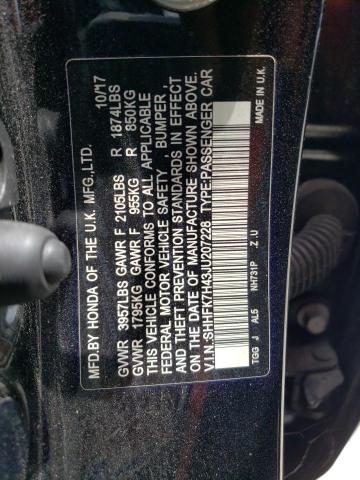 MFD.BY HONDA OF THE U.K. MFG.,LTD. 10/17
GVWR 3957LBS GAWR F 2105LBS R 1874LBS
GVWR 1795KG GAWR F 955KG R 850KG
THIS VEHICLE CONFORMS TO ALL APPLICABLE
FEDERAL MOTOR VEHICLE SAFETY , BUMPER ,
AND THEFT PREVENTION STANDARDS IN EFFECT
ON THE DATE OF MANUFACTURE SHOWN ABOVE.
V.I.N.:SHHFK7H45JU207226 TYPE:PASSENGER CAR
TGG J AL5 NH731P . Z U MADE IN U.K.